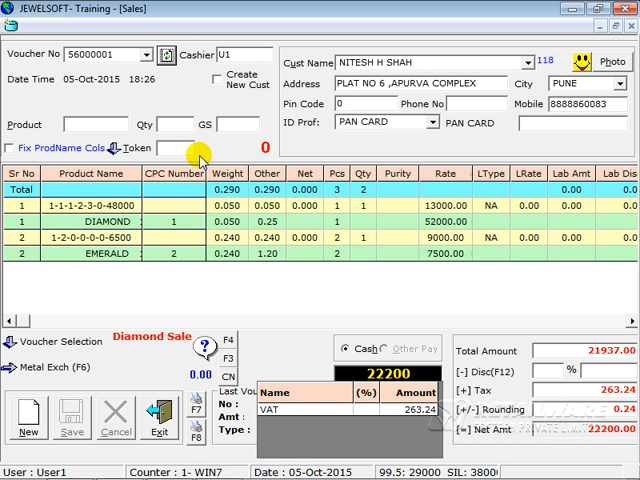 JEWELSOFT- Training - [Sales]
Voucher No 56000001 Cashier U1
Date Time 05-Oct-2015 18:26 Create New Cust
Product Qty GS
Fix ProdName Cols Token 0
Cust Name NITESH H SHAH 118 Photo
Address PLAT NO 6 ,APURVA COMPLEX City PUNE
Pin Code 0 Phone No Mobile 8888860083
ID Prof: PAN CARD PAN CARD
Sr No Product Name CPC Number Weight Other Net Pcs Qty Purity Rate LType LRate Lab Amt Lab Dis
Total 0.290 0.290 0.000 3 2 0.00 0.00
1 1-1-1-2-3-0-48000 0.050 0.050 0.000 1 1 13000.00 NA 0.00 0.00 0.00
1 DIAMOND 1 1 0.050 0.25 1 52000.00
2 1-2-0-0-0-0-6500 0.240 0.240 0.000 2 1 9000.00 NA 0.00 0.00 0.00
2 EMERALD 1 2 0.240 1.20 2 7500.00
Voucher Selection Diamond Sale F4
Metal Exch (F6) F3
0.00 CN
New Save Cancel Exit F7 F8
Last Vou
No :
Amt :
Type :
Cash Other Pay
22200
Name (%) Amount
VAT 263.24
Total Amount 21937.00
[-] Disc(F12) %
[+] Tax 263.24
[+/-] Rounding 0.24
[=] Net Amt 22200.00
User : User1 Counter : 1- WIN7 Date : 05-Oct-2015 99.5: 29000 SIL: 3800